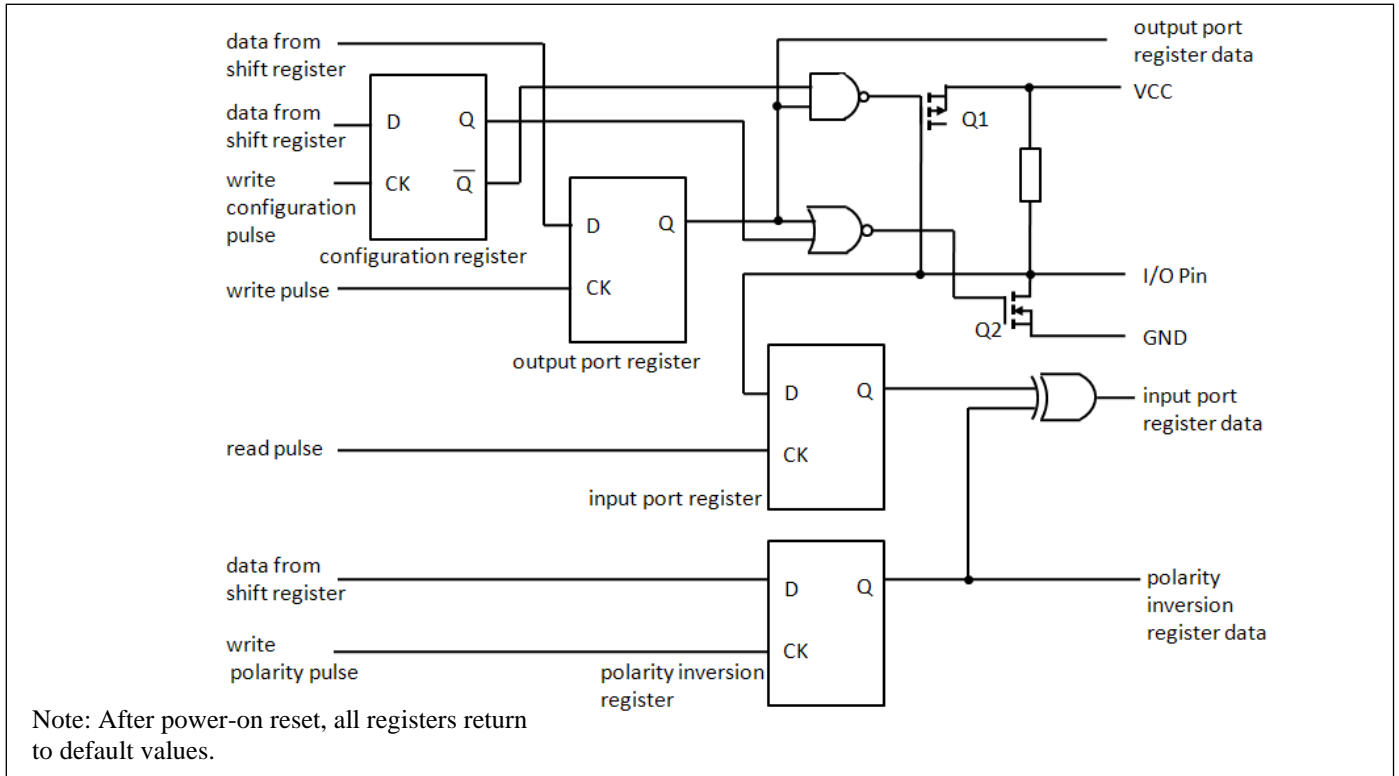 data from
shift register
output port
register data
data from
shift register
D
Q
VCC
Q1
write
configuration
pulse
CK
Q
configuration register
D
Q
write pulse
CK
I/O Pin
Q2
GND
output port register
D
Q
input port
register data
read pulse
CK
input port register
data from
shift register
D
Q
polarity
inversion
register data
write
polarity pulse
CK
polarity inversion
register
Note: After power-on reset, all registers return
to default values.